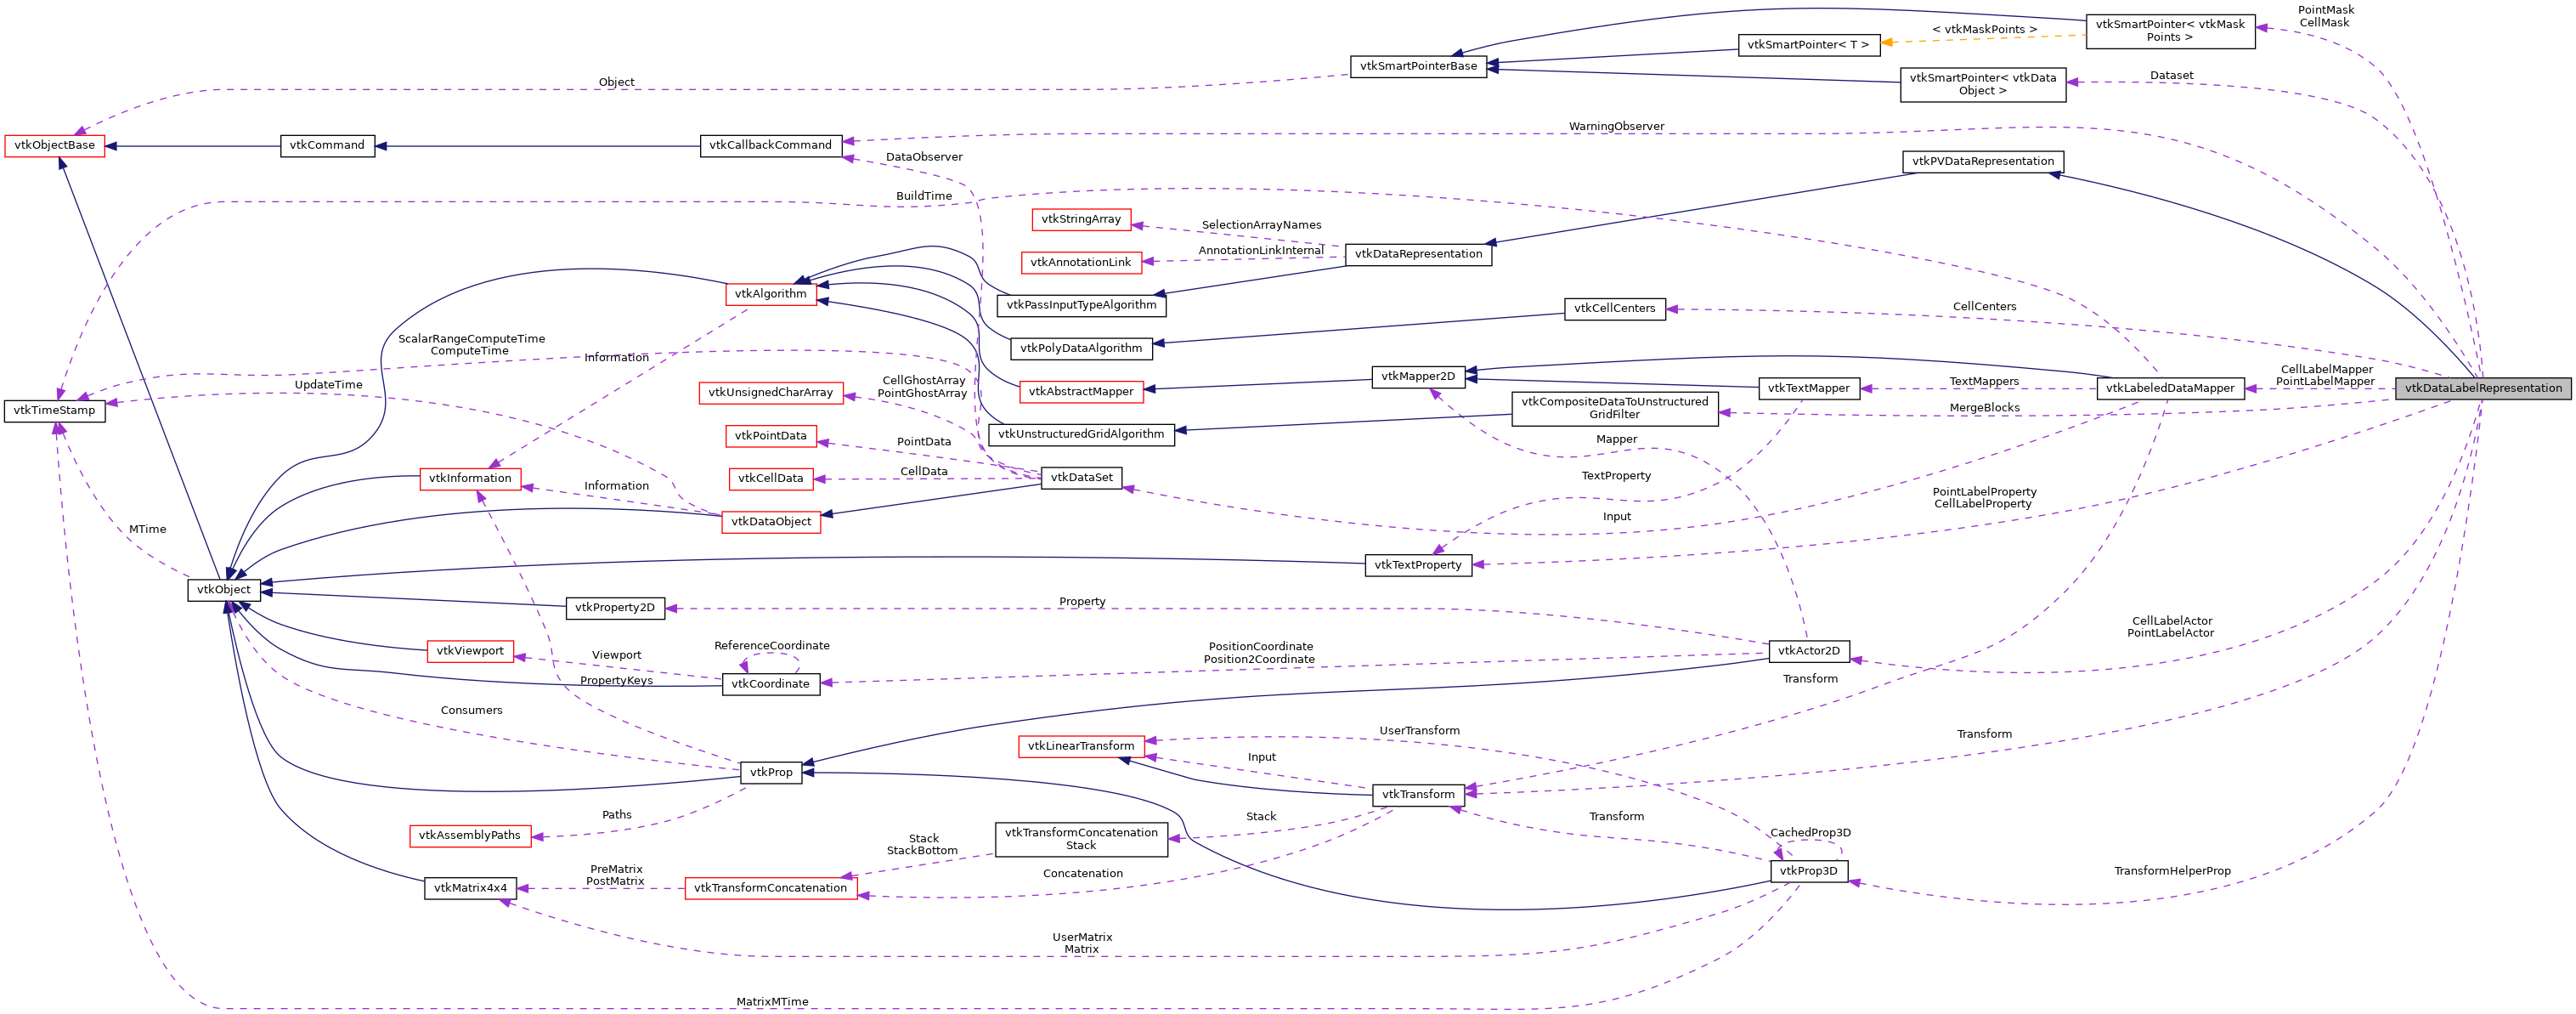 PointMask
CellMask
vtkSmartPointer< vtkMask
Points >
< vtkMaskPoints >
vtkSmartPointer< T >
vtkSmartPointerBase
vtkSmartPointer< vtkData
Object >
Dataset
Object
WarningObserver
vtkObjectBase
vtkCommand
vtkCallbackCommand
DataObserver
vtkPVDataRepresentation
BuildTime
vtkStringArray
SelectionArrayNames
AnnotationLinkInternal
vtkDataRepresentation
vtkAnnotationLink
vtkAlgorithm
vtkPassInputTypeAlgorithm
vtkCellCenters
CellCenters
ScalarRangeComputeTime
ComputeTime
Information
vtkPolyDataAlgorithm
vtkMapper2D
UpdateTime
CellGhostArray
PointGhostArray
vtkUnsignedCharArray
vtkAbstractMapper
vtkTextMapper
TextMappers
vtkLabeledDataMapper
CellLabelMapper
PointLabelMapper
vtkDataLabelRepresentation
vtkTimeStamp
vtkCompositeDataToUnstructured
GridFilter
MergeBlocks
vtkPointData
PointData
vtkUnstructuredGridAlgorithm
Mapper
vtkInformation
vtkCellData
CellData
vtkDataSet
TextProperty
Information
PointLabelProperty
CellLabelProperty
MTime
vtkDataObject
Input
vtkTextProperty
vtkObject
vtkProperty2D
Property
CellLabelActor
PointLabelActor
vtkViewport
Viewport
ReferenceCoordinate
PositionCoordinate
Position2Coordinate
vtkActor2D
PropertyKeys
vtkCoordinate
Transform
Consumers
UserTransform
Transform
vtkLinearTransform
Input
vtkProp
vtkTransform
Paths
Stack
Transform
vtkAssemblyPaths
vtkTransformConcatenation
Stack
CachedProp3D
Stack
StackBottom
PreMatrix
PostMatrix
Concatenation
vtkProp3D
TransformHelperProp
vtkMatrix4x4
vtkTransformConcatenation
UserMatrix
Matrix
MatrixMTime